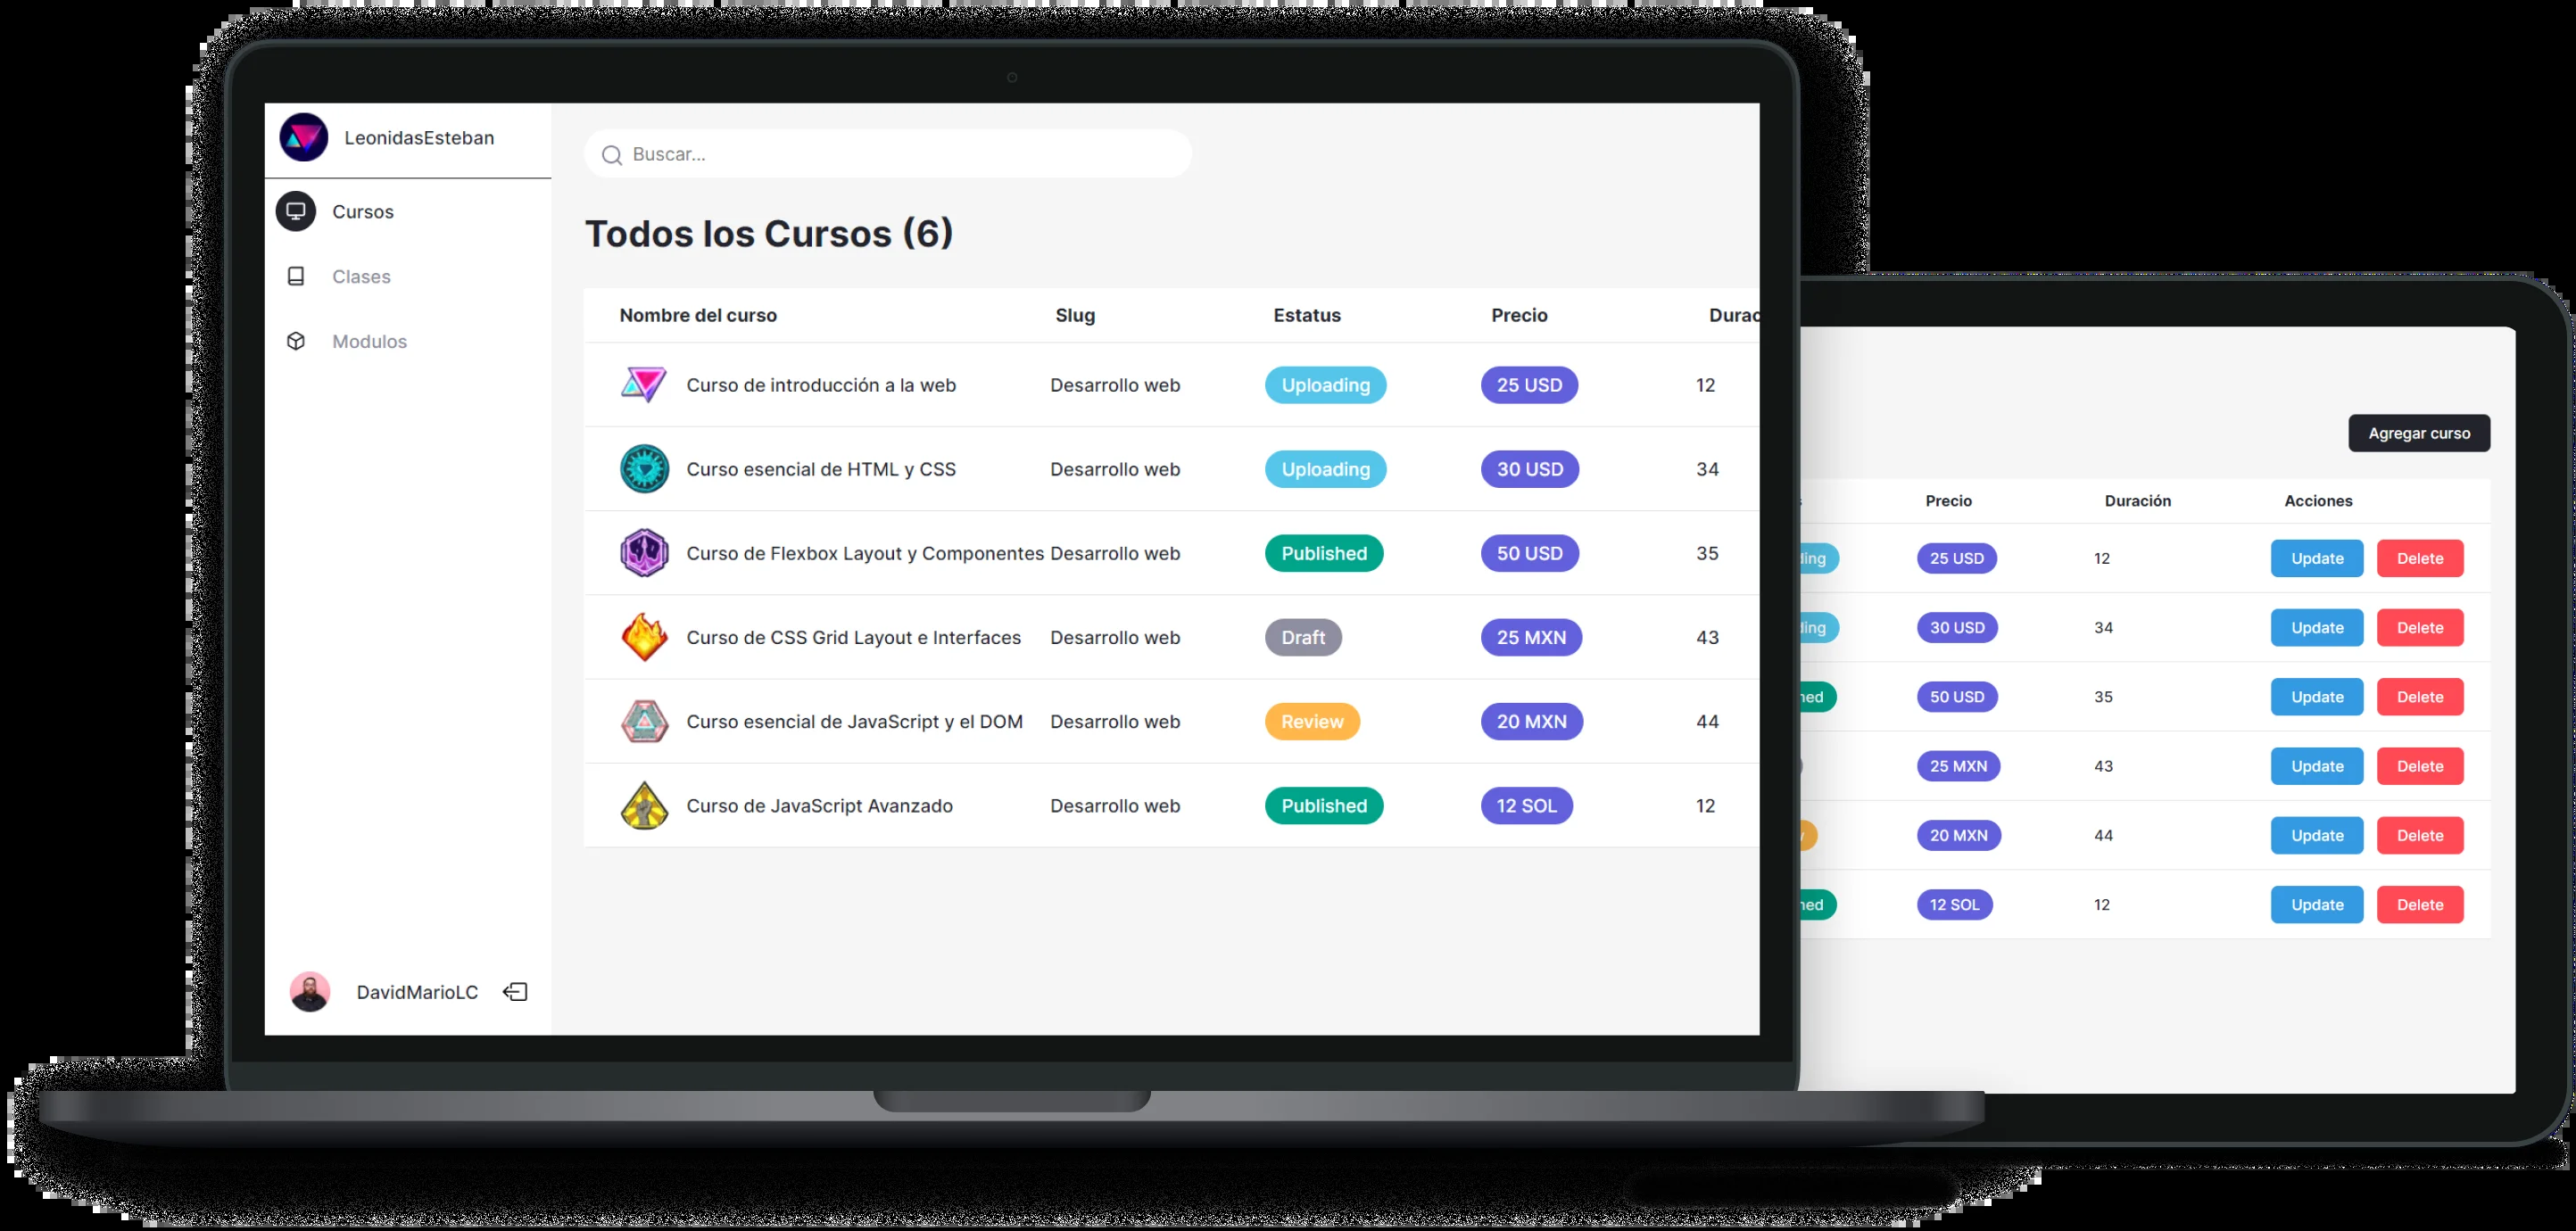 LeonidasEsteban
Buscar...
Cursos
Todos los Cursos (6)
Clases
Modulos
Nombre del curso Slug Estatus Precio Durac
Curso de introducción a la web Desarrollo web Uploading 25 USD 12
Curso esencial de HTML y CSS Desarrollo web Uploading 30 USD 34
Curso de Flexbox Layout y Componentes Desarrollo web Published 50 USD 35
Curso de CSS Grid Layout e Interfaces Desarrollo web Draft 25 MXN 43
Curso esencial de JavaScript y el DOM Desarrollo web Review 20 MXN 44
Curso de JavaScript Avanzado Desarrollo web Published 12 SOL 12
DavidMarioLC
Agregar curso
Precio Duración Acciones
ding 25 USD 12 Update Delete
ding 30 USD 34 Update Delete
hed 50 USD 35 Update Delete
25 MXN 43 Update Delete
20 MXN 44 Update Delete
hed 12 SOL 12 Update Delete